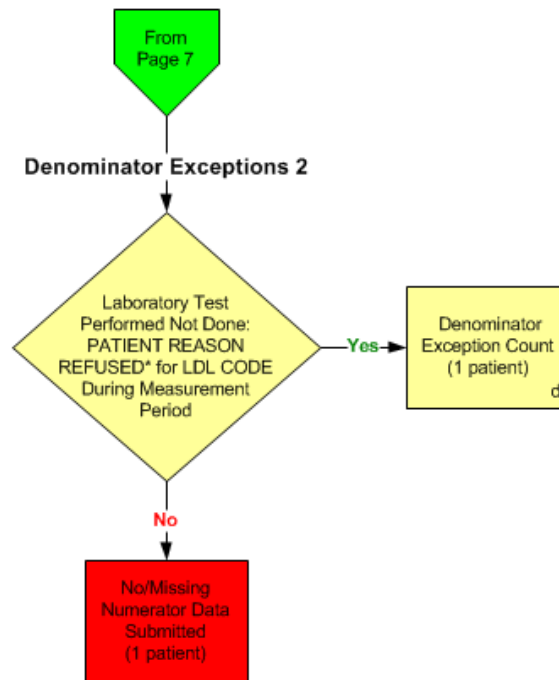 From
Page 7
Denominator Exceptions 2
Laboratory Test
Performed Not Done:
PATIENT REASON
REFUSED* for LDL CODE
During Measurement
Period
Yes
Denominator
Exception Count
(1 patient)
d
No
No/Missing
Numerator Data
Submitted
(1 patient)